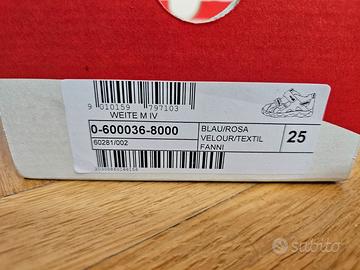 9 010159 797103
WEITE M IV
0-600036-8000
60281/002
BLAU/ROSA
VELOUR/TEXTIL
FANNI
25
subito